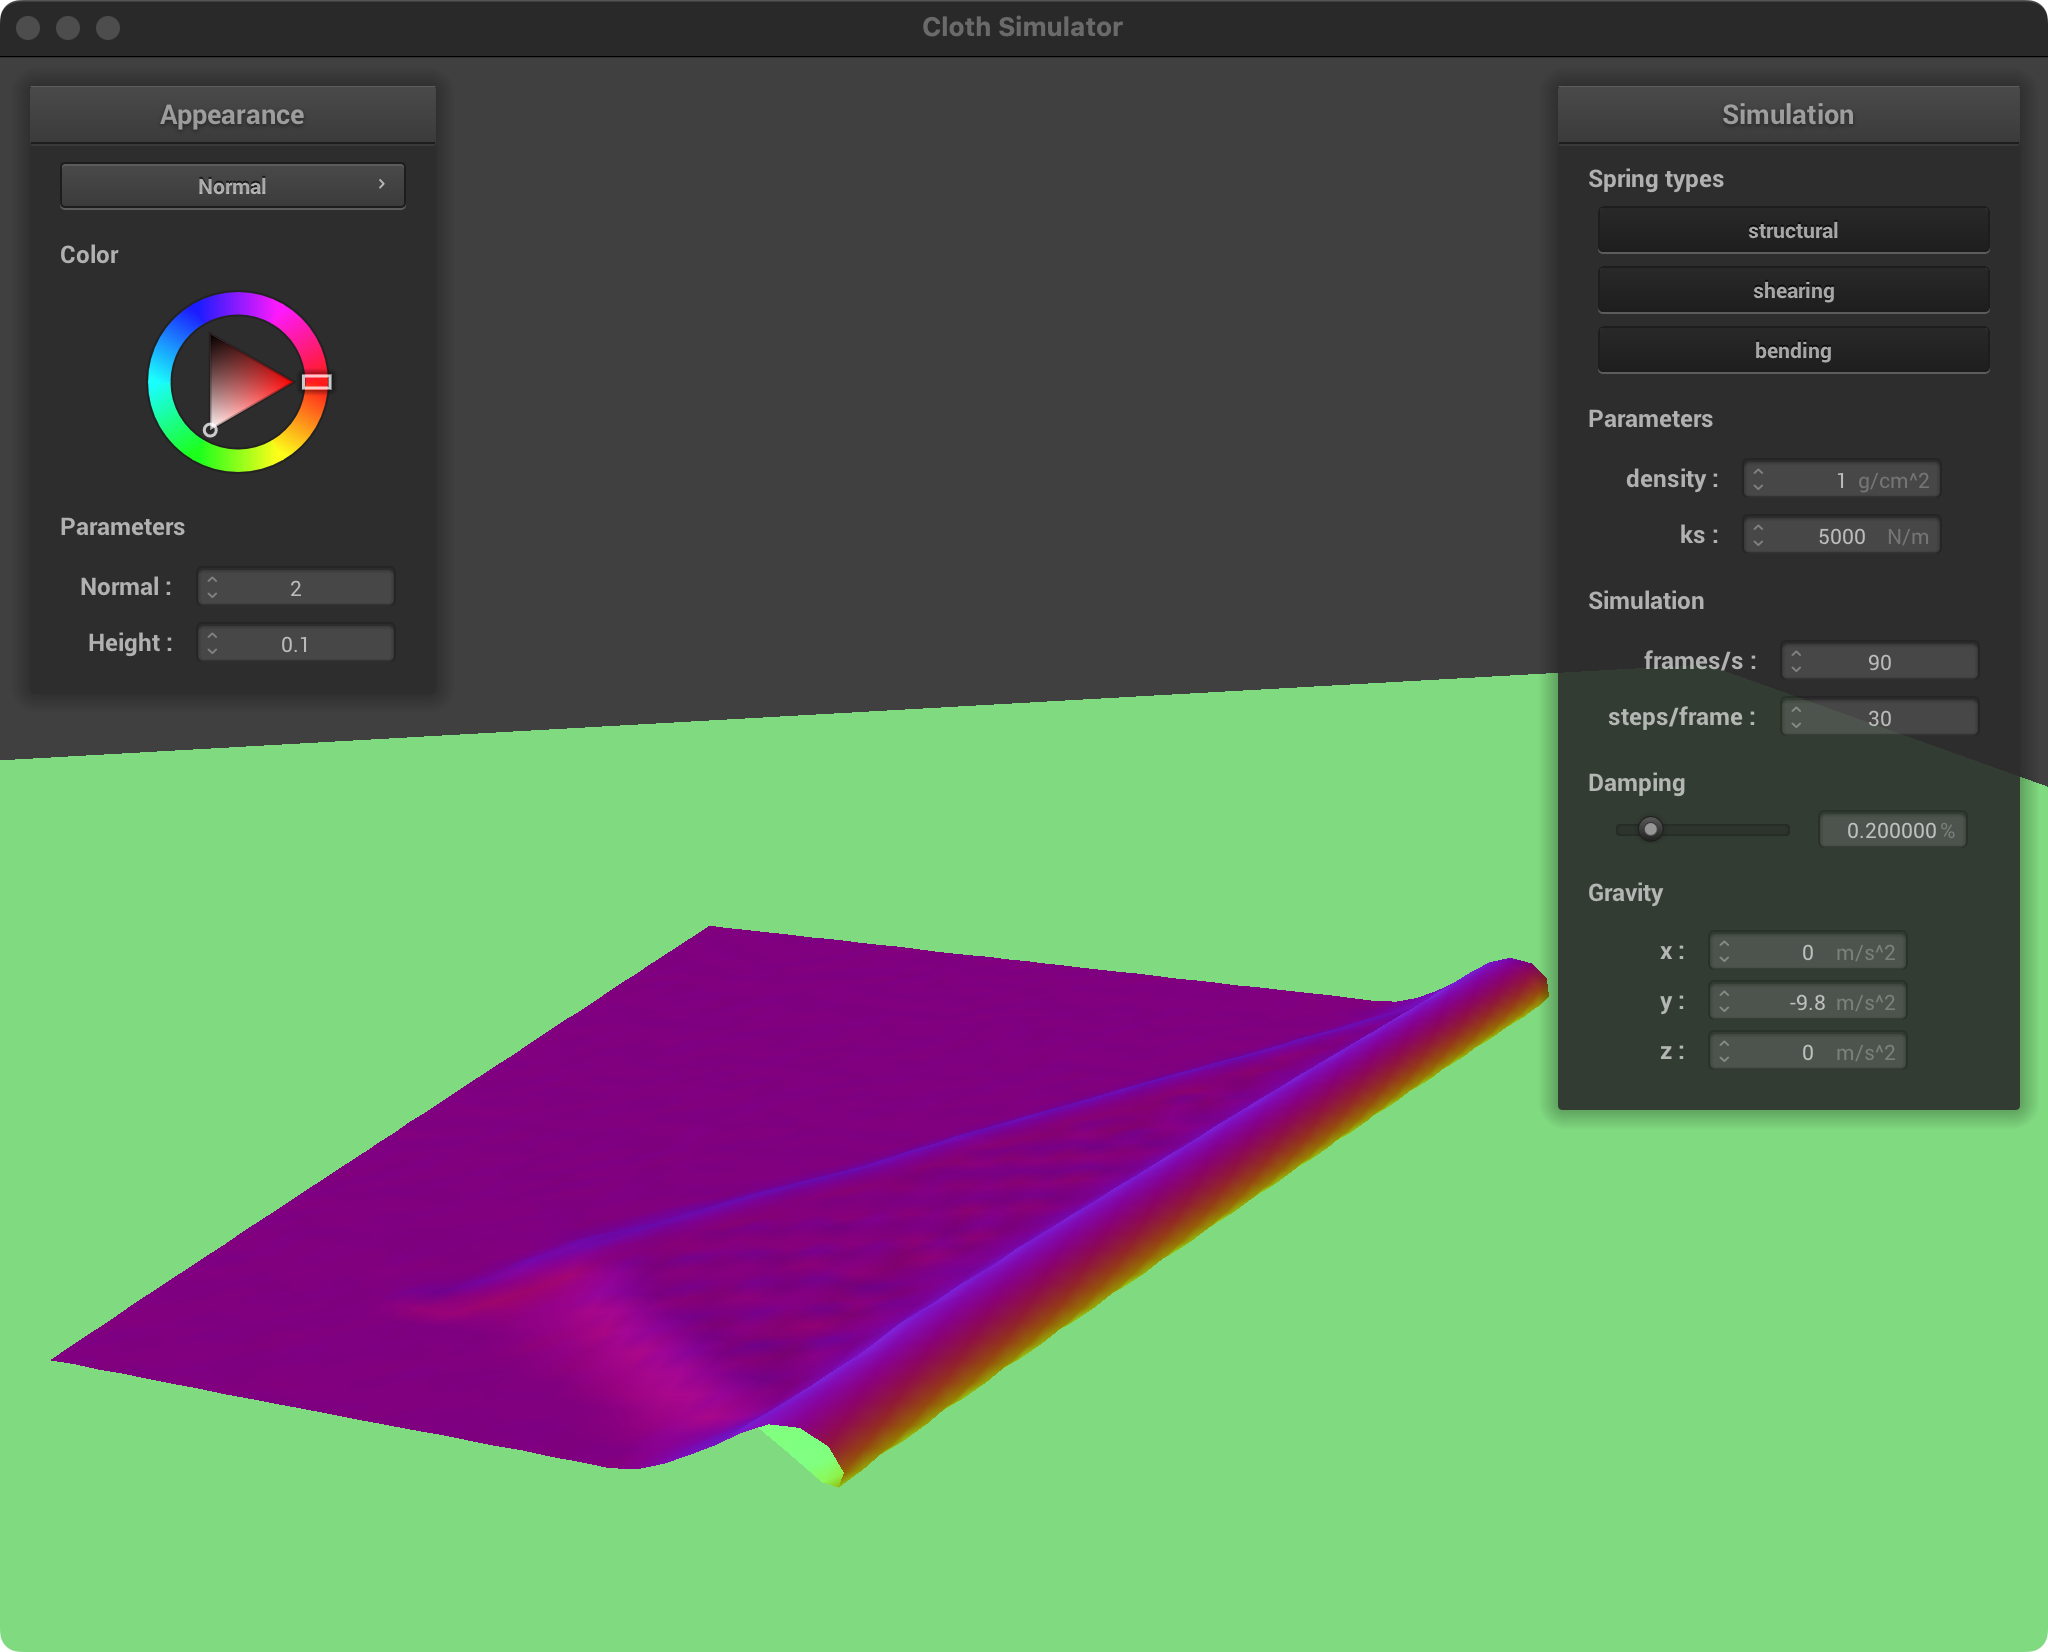 Cloth Simulator
Appearance
Normal
Color
Parameters
Normal : 2
Height : 0.1
Simulation
Spring types
structural
shearing
bending
Parameters
density : 1 g/cm^2
ks : 5000 N/m
Simulation
frames/s : 90
steps/frame : 30
Damping
0.200000 %
Gravity
x : 0 m/s^2
y : -9.8 m/s^2
z : 0 m/s^2